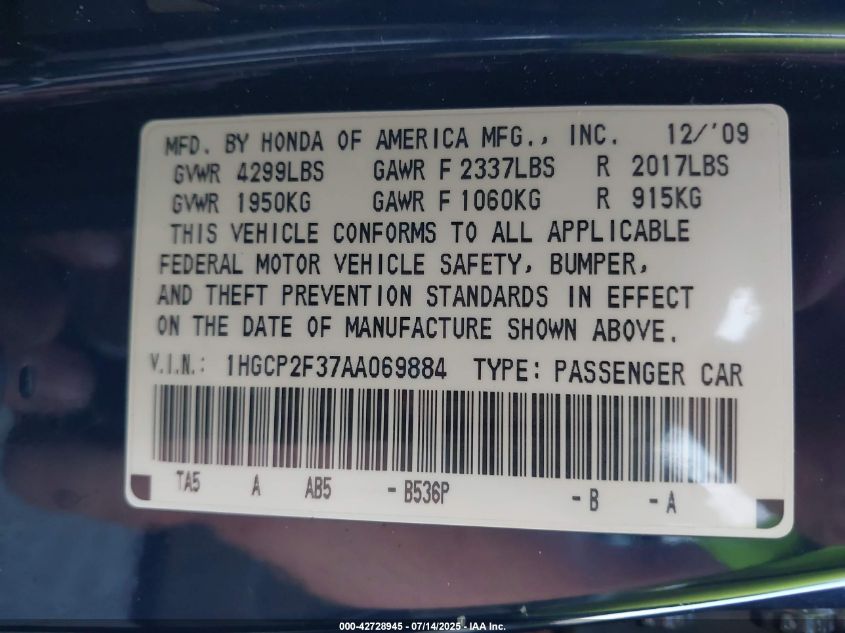 MFD. BY HONDA OF AMERICA MFG., INC. 12/'09
GVWR 4299LBS GAWR F 2337LBS R 2017LBS
GVWR 1950KG GAWR F 1060KG R 915KG
THIS VEHICLE CONFORMS TO ALL APPLICABLE
FEDERAL MOTOR VEHICLE SAFETY, BUMPER,
AND THEFT PREVENTION STANDARDS IN EFFECT
ON THE DATE OF MANUFACTURE SHOWN ABOVE.
V.I.N.: 1HGCP2F37AA069884 TYPE: PASSENGER CAR
TA5 A AB5 - B536P - B - A
000-42728945 - 07/14/2025 - IAA Inc.